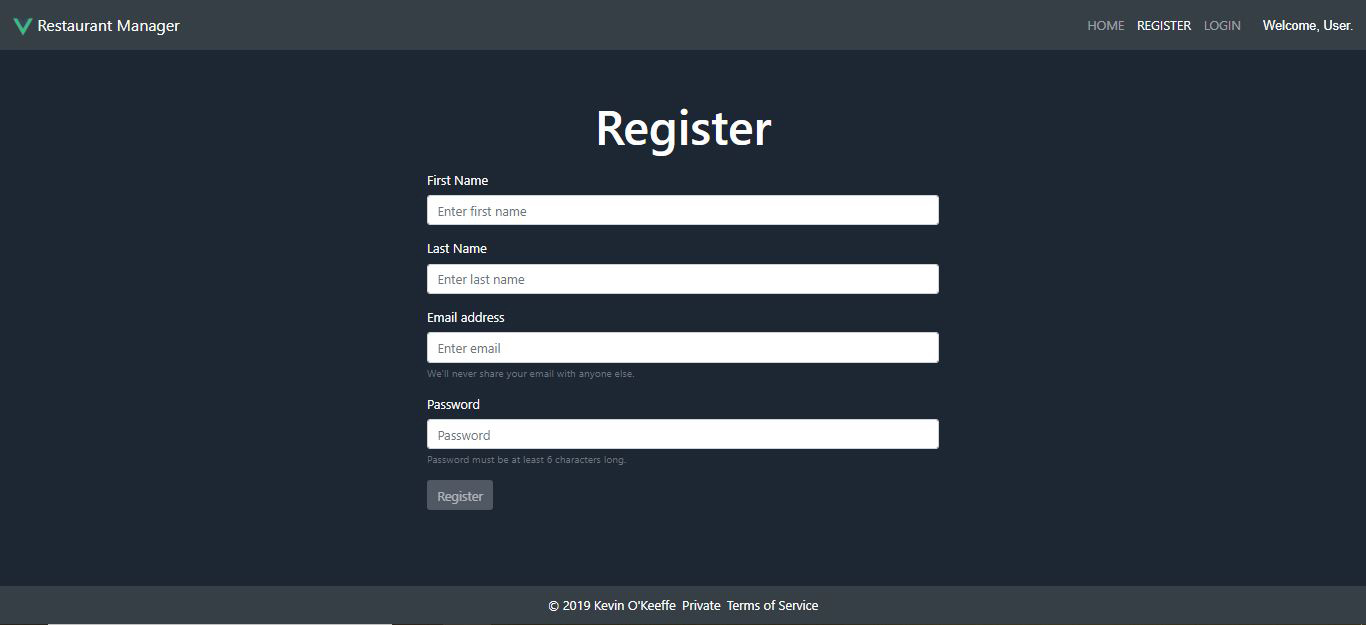 Restaurant Manager HOME REGISTER LOGIN Welcome, User.
Register
First Name
Enter first name
Last Name
Enter last name
Email address
Enter email
We'll never share your email with anyone else.
Password
Password
Password must be at least 6 characters long.
Register
© 2019 Kevin O'Keeffe Private Terms of Service